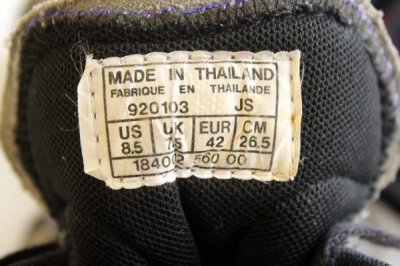 MADE IN THAILAND
FABRIQUE EN THAILANDE
920103 JS
US UK EUR CM
8.5 7.5 42 26.5
560 00